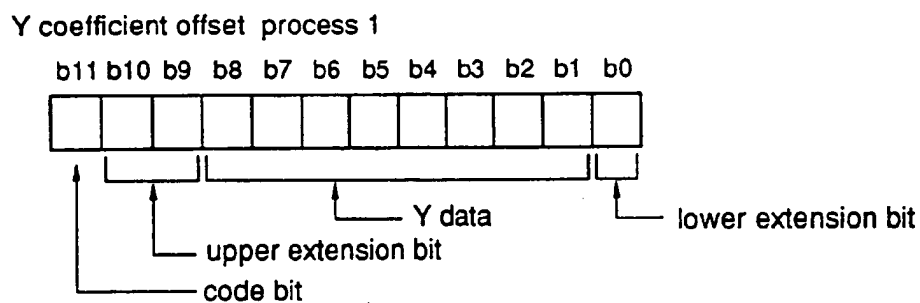 Y coefficient offset process 1
b11 b10 b9 b8 b7 b6 b5 b4 b3 b2 b1 b0
Y data
lower extension bit
upper extension bit
code bit